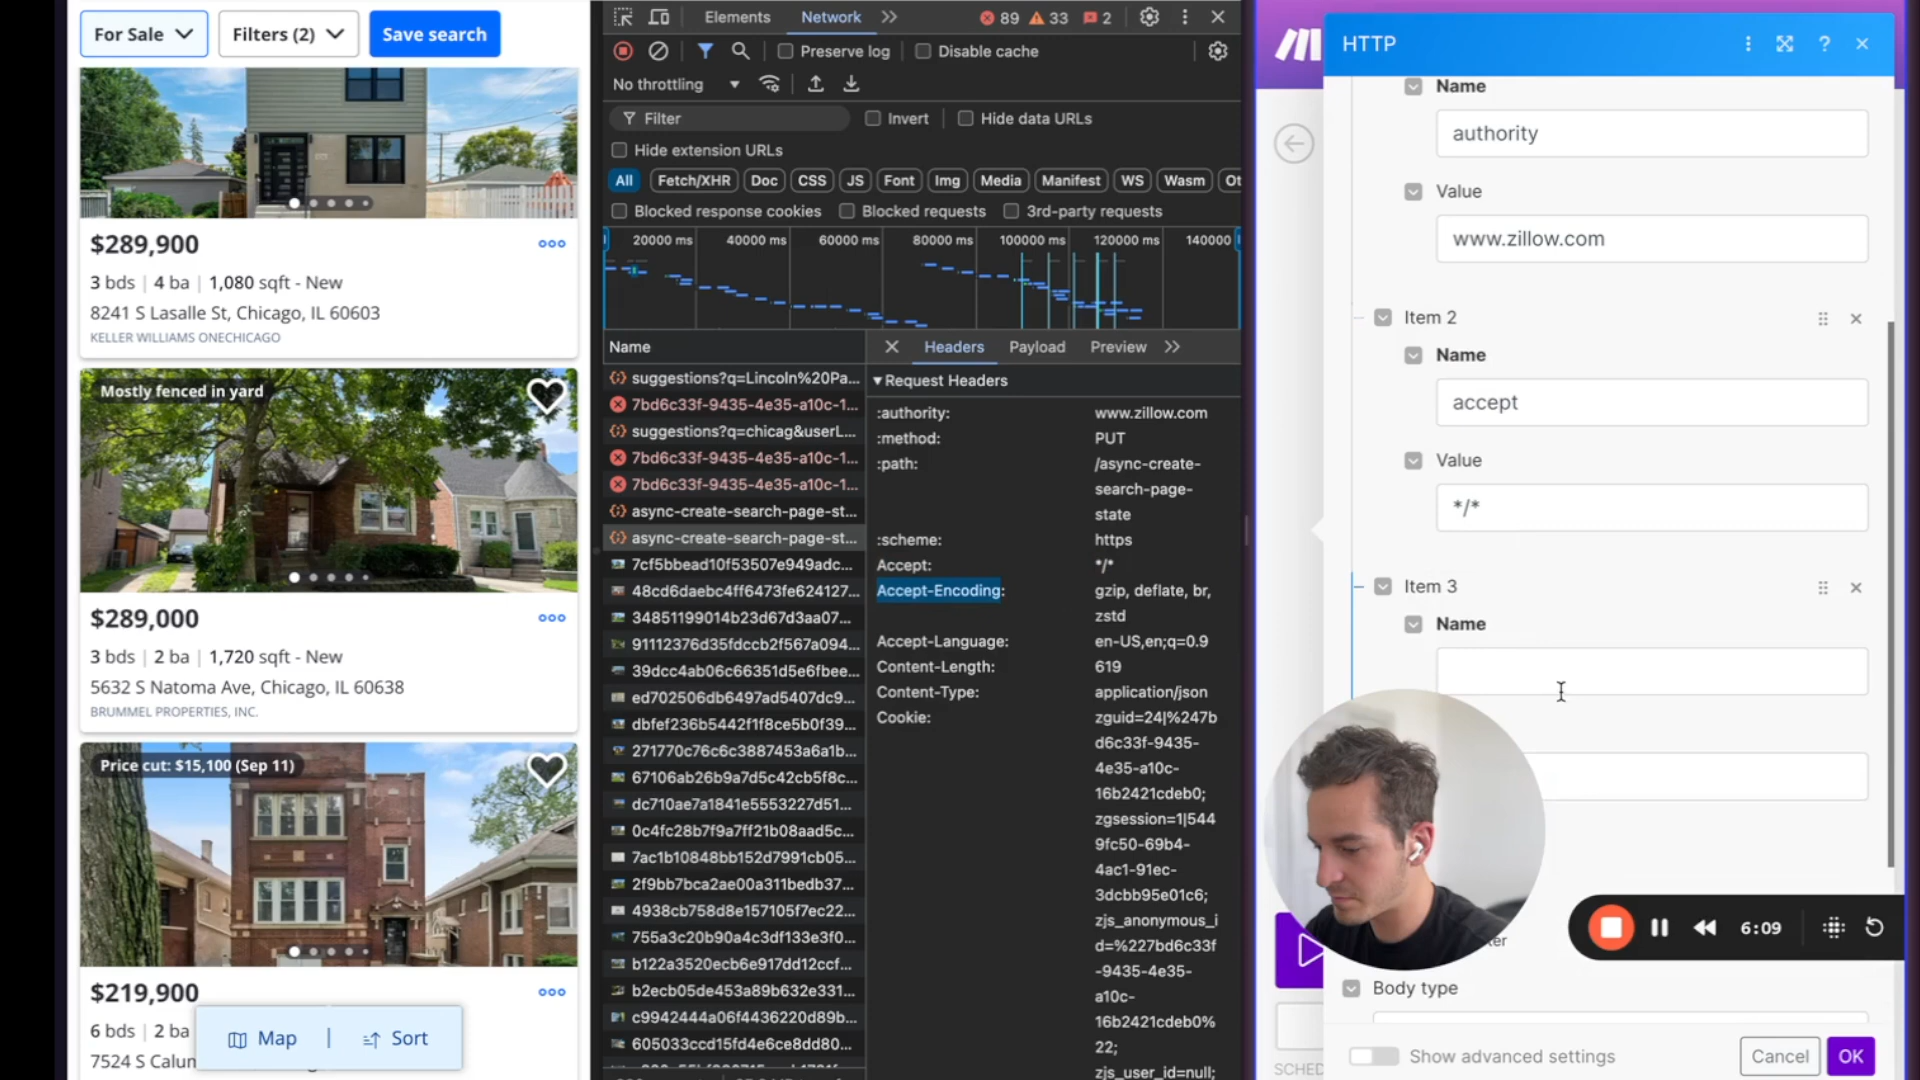 For Sale
Filters (2)
Save search
$289,900
3 bds | 4 ba | 1,080 sqft - New
8241 S Lasalle St, Chicago, IL 60603
KELLER WILLIAMS ONECHICAGO
Mostly fenced in yard
$289,000
3 bds | 2 ba | 1,720 sqft - New
5632 S Natoma Ave, Chicago, IL 60638
BRUMMEL PROPERTIES, INC.
Price cut: $15,100 (Sep 11)
$219,900
6 bds | 2 ba
7524 S Calun
Map
Sort
Elements
Network
89
33
2
Preserve log
Disable cache
No throttling
Filter
Invert
Hide data URLs
Hide extension URLs
All
Fetch/XHR
Doc
CSS
JS
Font
Img
Media
Manifest
WS
Wasm
Ot
Blocked response cookies
Blocked requests
3rd-party requests
20000 ms
40000 ms
60000 ms
80000 ms
100000 ms
120000 ms
140000
Name
suggestions?q=Lincoln%20Pa...
7bd6c33f-9435-4e35-a10c-1...
suggestions?q=chicag&userL...
7bd6c33f-9435-4e35-a10c-1...
7bd6c33f-9435-4e35-a10c-1...
async-create-search-page-st...
async-create-search-page-st...
7cf5bbead10f53507e949adc...
48cd6daebc4ff6473fe624127...
34851199014b23d67d3aa07...
91112376d35fdccb2f567a094...
39dcc4ab06c66351d5e6fbee...
ed702506db6497ad5407dc9...
dbfef236b5442f1f8ce5b0f39...
271770c76c6c3887453a6a1b...
67106ab26b9a7d5c42cb5f8c...
dc710ae7a1841e5553227d51...
0c4fc28b7f9a7ff21b08aad5c...
7ac1b10848bb152d7991cb05...
2f9bb7bca2ae00a311bedb37...
4938cb758d8e157105f7ec22...
755a3c20b90a4c3df133e3f0...
b122a3520ecb6e917dd12ccf...
b2ecb05de453a89b632e331...
c9942444a06f4436220d89b...
605033ccd15fd4e6ce8dd80...
Headers
Payload
Preview
Request Headers
:authority:
www.zillow.com
:method:
PUT
:path:
/async-create-
search-page-
state
:scheme:
https
Accept:
*/*
Accept-Encoding:
gzip, deflate, br,
zstd
Accept-Language:
en-US,en;q=0.9
Content-Length:
619
Content-Type:
application/json
Cookie:
zguid=24|%247b
d6c33f-9435-
4e35-a10c-
16b2421cdeb0;
zgsession=1|544
9fc50-69b4-
4ac1-91ec-
3dcbb95e01c6;
zjs_anonymous_i
d=%227bd6c33f
-9435-4e35-
a10c-
16b2421cdeb0%
22;
zjs_user_id=null;
HTTP
Name
authority
Value
www.zillow.com
Item 2
Name
accept
Value
*/*
Item 3
Name
6:09
Body type
SCHED
Show advanced settings
Cancel
OK